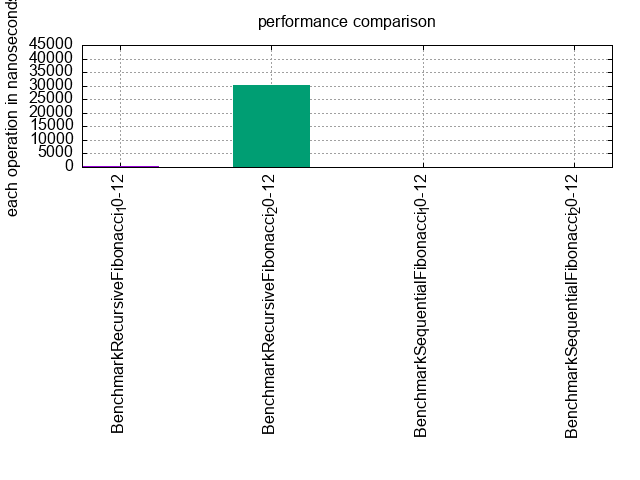 performance comparison
each operation in nanoseconds
45000
40000
35000
30000
25000
20000
15000
10000
5000
0
BenchmarkRecursiveFibonacci₁0-12
BenchmarkRecursiveFibonacci₂0-12
BenchmarkSequentialFibonacci₁0-12
BenchmarkSequentialFibonacci₂0-12